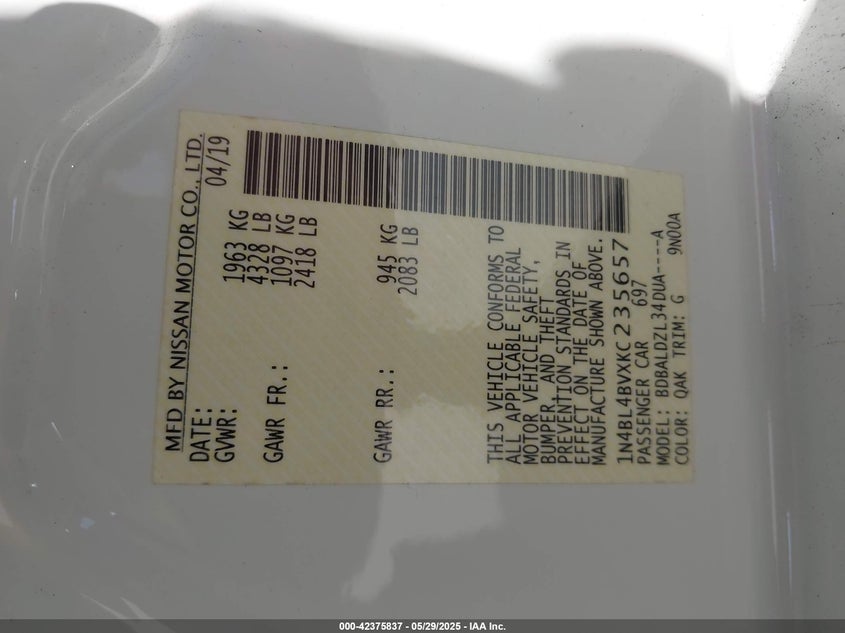 MFD BY NISSAN MOTOR CO., LTD.
DATE: 04/19
GVWR: 1963 KG
4328 LB
GAWR FR.: 1097 KG
2418 LB
GAWR RR.: 945 KG
2083 LB
THIS VEHICLE CONFORMS TO
ALL APPLICABLE FEDERAL
MOTOR VEHICLE SAFETY,
BUMPER, AND THEFT
PREVENTION STANDARDS IN
EFFECT ON THE DATE OF
MANUFACTURE SHOWN ABOVE.
1N4BL4BVXKC235657
PASSENGER CAR 697
MODEL: BDBALDZL34DUA----A
COLOR: QAK TRIM: G 9N00A
000-42375837 - 05/29/2025 - IAA Inc.